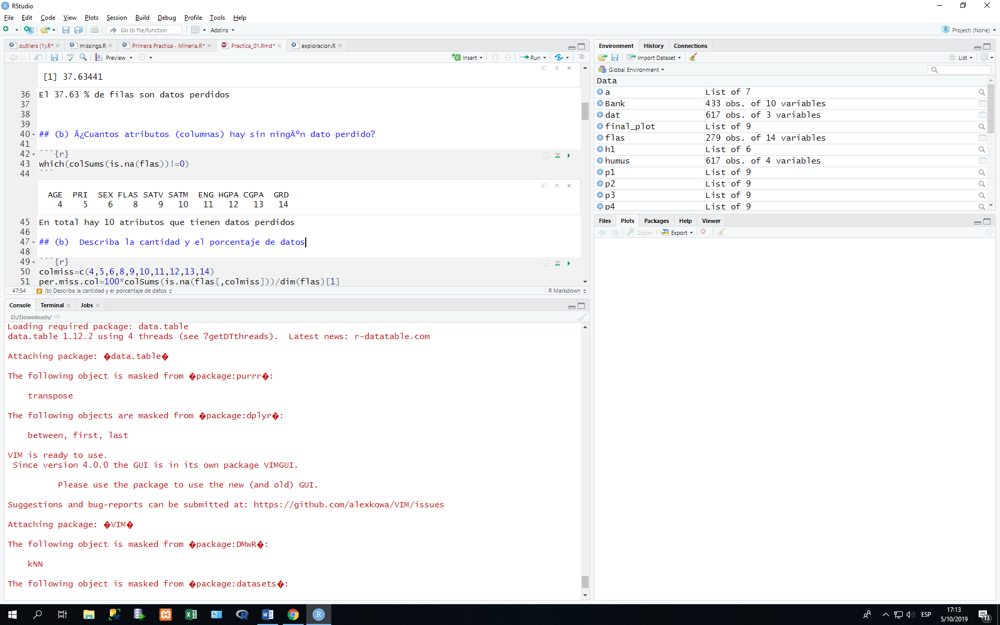 RStudio
File Edit Code View Plots Session Build Debug Profile Tools Help
Go to file/function Addins Project: (None)
outliers (1).R* missings.R Primera Practica - Mineria.R* Practica_01.Rmd* exploracion.R
ABC Preview Insert Run
[1] 37.63441
36 El 37.63 % de filas son datos perdidos
37
38
39
40 ## (b) Â¿Cuantos atributos (columnas) hay sin ningÃºn dato perdido?
41
42 ```{r}
43 which(colSums(is.na(flas))!=0)
44 ```
AGE PRI SEX FLAS SATV SATM ENG HGPA CGPA GRD
4 5 6 8 9 10 11 12 13 14
45 En total hay 10 atributos que tienen datos perdidos
46
47 ## (b)  Describa la cantidad y el porcentaje de datos
48
49 ```{r}
50 colmiss=c(4,5,6,8,9,10,11,12,13,14)
51 per.miss.col=100*colSums(is.na(flas[,colmiss]))/dim(flas)[1]
47:54 # (b) Describa la cantidad y el porcentaje de datos R Markdown
Console Terminal Jobs
D:/Downloads/
Loading required package: data.table
data.table 1.12.2 using 4 threads (see ?getDTthreads).  Latest news: r-datatable.com
Attaching package: �data.table�
The following object is masked from �package:purrr�:
transpose
The following objects are masked from �package:dplyr�:
between, first, last
VIM is ready to use.
Since version 4.0.0 the GUI is in its own package VIMGUI.
Please use the package to use the new (and old) GUI.
Suggestions and bug-reports can be submitted at: https://github.com/alexkowa/VIM/issues
Attaching package: �VIM�
The following object is masked from �package:DMwR�:
kNN
The following object is masked from �package:datasets�:
Environment History Connections
Import Dataset List
Global Environment
Data
a List of 7
Bank 433 obs. of 10 variables
dat 617 obs. of 3 variables
final_plot List of 9
flas 279 obs. of 14 variables
h1 List of 6
humus 617 obs. of 4 variables
p1 List of 9
p2 List of 9
p3 List of 9
p4 List of 9
Files Plots Packages Help Viewer
Zoom Export
ESP
17:13
5/10/2019
13